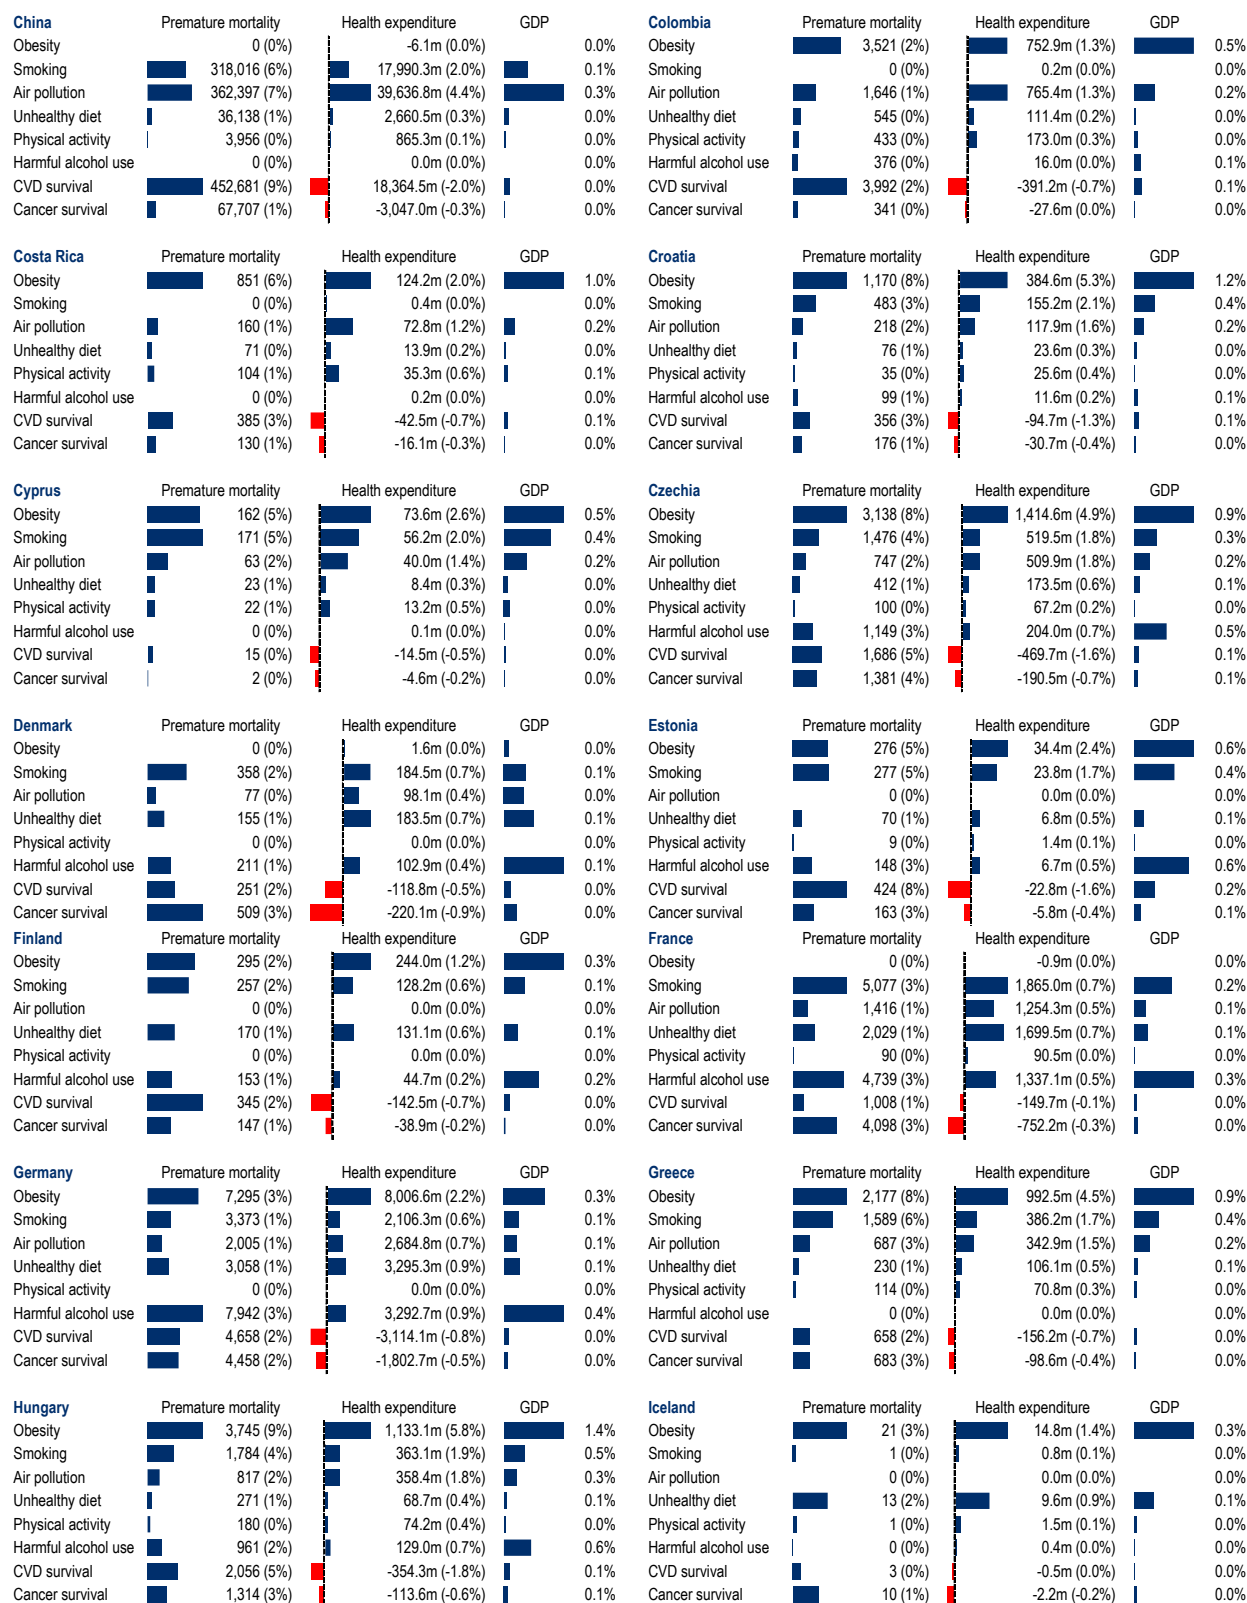 China Premature mortality Health expenditure GDP
Obesity 0 (0%) -6.1m (0.0%) 0.0%
Smoking 318,016 (6%) 17,990.3m (2.0%) 0.1%
Air pollution 362,397 (7%) 39,636.8m (4.4%) 0.3%
Unhealthy diet 36,138 (1%) 2,660.5m (0.3%) 0.0%
Physical activity 3,956 (0%) 865.3m (0.1%) 0.0%
Harmful alcohol use 0 (0%) 0.0m (0.0%) 0.0%
CVD survival 452,681 (9%) 18,364.5m (-2.0%) 0.0%
Cancer survival 67,707 (1%) -3,047.0m (-0.3%) 0.0%
Colombia Premature mortality Health expenditure GDP
Obesity 3,521 (2%) 752.9m (1.3%) 0.5%
Smoking 0 (0%) 0.2m (0.0%) 0.0%
Air pollution 1,646 (1%) 765.4m (1.3%) 0.2%
Unhealthy diet 545 (0%) 111.4m (0.2%) 0.0%
Physical activity 433 (0%) 173.0m (0.3%) 0.0%
Harmful alcohol use 376 (0%) 16.0m (0.0%) 0.1%
CVD survival 3,992 (2%) -391.2m (-0.7%) 0.1%
Cancer survival 341 (0%) -27.6m (0.0%) 0.0%
Costa Rica Premature mortality Health expenditure GDP
Obesity 851 (6%) 124.2m (2.0%) 1.0%
Smoking 0 (0%) 0.4m (0.0%) 0.0%
Air pollution 160 (1%) 72.8m (1.2%) 0.2%
Unhealthy diet 71 (0%) 13.9m (0.2%) 0.0%
Physical activity 104 (1%) 35.3m (0.6%) 0.1%
Harmful alcohol use 0 (0%) 0.2m (0.0%) 0.0%
CVD survival 385 (3%) -42.5m (-0.7%) 0.1%
Cancer survival 130 (1%) -16.1m (-0.3%) 0.0%
Croatia Premature mortality Health expenditure GDP
Obesity 1,170 (8%) 384.6m (5.3%) 1.2%
Smoking 483 (3%) 155.2m (2.1%) 0.4%
Air pollution 218 (2%) 117.9m (1.6%) 0.2%
Unhealthy diet 76 (1%) 23.6m (0.3%) 0.0%
Physical activity 35 (0%) 25.6m (0.4%) 0.0%
Harmful alcohol use 99 (1%) 11.6m (0.2%) 0.1%
CVD survival 356 (3%) -94.7m (-1.3%) 0.1%
Cancer survival 176 (1%) -30.7m (-0.4%) 0.0%
Cyprus Premature mortality Health expenditure GDP
Obesity 162 (5%) 73.6m (2.6%) 0.5%
Smoking 171 (5%) 56.2m (2.0%) 0.4%
Air pollution 63 (2%) 40.0m (1.4%) 0.2%
Unhealthy diet 23 (1%) 8.4m (0.3%) 0.0%
Physical activity 22 (1%) 13.2m (0.5%) 0.0%
Harmful alcohol use 0 (0%) 0.1m (0.0%) 0.0%
CVD survival 15 (0%) -14.5m (-0.5%) 0.0%
Cancer survival 2 (0%) -4.6m (-0.2%) 0.0%
Czechia Premature mortality Health expenditure GDP
Obesity 3,138 (8%) 1,414.6m (4.9%) 0.9%
Smoking 1,476 (4%) 519.5m (1.8%) 0.3%
Air pollution 747 (2%) 509.9m (1.8%) 0.2%
Unhealthy diet 412 (1%) 173.5m (0.6%) 0.1%
Physical activity 100 (0%) 67.2m (0.2%) 0.0%
Harmful alcohol use 1,149 (3%) 204.0m (0.7%) 0.5%
CVD survival 1,686 (5%) -469.7m (-1.6%) 0.1%
Cancer survival 1,381 (4%) -190.5m (-0.7%) 0.1%
Denmark Premature mortality Health expenditure GDP
Obesity 0 (0%) 1.6m (0.0%) 0.0%
Smoking 358 (2%) 184.5m (0.7%) 0.1%
Air pollution 77 (0%) 98.1m (0.4%) 0.0%
Unhealthy diet 155 (1%) 183.5m (0.7%) 0.1%
Physical activity 0 (0%) 0.0m (0.0%) 0.0%
Harmful alcohol use 211 (1%) 102.9m (0.4%) 0.1%
CVD survival 251 (2%) -118.8m (-0.5%) 0.0%
Cancer survival 509 (3%) -220.1m (-0.9%) 0.0%
Estonia Premature mortality Health expenditure GDP
Obesity 276 (5%) 34.4m (2.4%) 0.6%
Smoking 277 (5%) 23.8m (1.7%) 0.4%
Air pollution 0 (0%) 0.0m (0.0%) 0.0%
Unhealthy diet 70 (1%) 6.8m (0.5%) 0.1%
Physical activity 9 (0%) 1.4m (0.1%) 0.0%
Harmful alcohol use 148 (3%) 6.7m (0.5%) 0.6%
CVD survival 424 (8%) -22.8m (-1.6%) 0.2%
Cancer survival 163 (3%) -5.8m (-0.4%) 0.1%
Finland Premature mortality Health expenditure GDP
Obesity 295 (2%) 244.0m (1.2%) 0.3%
Smoking 257 (2%) 128.2m (0.6%) 0.1%
Air pollution 0 (0%) 0.0m (0.0%) 0.0%
Unhealthy diet 170 (1%) 131.1m (0.6%) 0.1%
Physical activity 0 (0%) 0.0m (0.0%) 0.0%
Harmful alcohol use 153 (1%) 44.7m (0.2%) 0.2%
CVD survival 345 (2%) -142.5m (-0.7%) 0.0%
Cancer survival 147 (1%) -38.9m (-0.2%) 0.0%
France Premature mortality Health expenditure GDP
Obesity 0 (0%) -0.9m (0.0%) 0.0%
Smoking 5,077 (3%) 1,865.0m (0.7%) 0.2%
Air pollution 1,416 (1%) 1,254.3m (0.5%) 0.1%
Unhealthy diet 2,029 (1%) 1,699.5m (0.7%) 0.1%
Physical activity 90 (0%) 90.5m (0.0%) 0.0%
Harmful alcohol use 4,739 (3%) 1,337.1m (0.5%) 0.3%
CVD survival 1,008 (1%) -149.7m (-0.1%) 0.0%
Cancer survival 4,098 (3%) -752.2m (-0.3%) 0.0%
Germany Premature mortality Health expenditure GDP
Obesity 7,295 (3%) 8,006.6m (2.2%) 0.3%
Smoking 3,373 (1%) 2,106.3m (0.6%) 0.1%
Air pollution 2,005 (1%) 2,684.8m (0.7%) 0.1%
Unhealthy diet 3,058 (1%) 3,295.3m (0.9%) 0.1%
Physical activity 0 (0%) 0.0m (0.0%) 0.0%
Harmful alcohol use 7,942 (3%) 3,292.7m (0.9%) 0.4%
CVD survival 4,658 (2%) -3,114.1m (-0.8%) 0.0%
Cancer survival 4,458 (2%) -1,802.7m (-0.5%) 0.0%
Greece Premature mortality Health expenditure GDP
Obesity 2,177 (8%) 992.5m (4.5%) 0.9%
Smoking 1,589 (6%) 386.2m (1.7%) 0.4%
Air pollution 687 (3%) 342.9m (1.5%) 0.2%
Unhealthy diet 230 (1%) 106.1m (0.5%) 0.1%
Physical activity 114 (0%) 70.8m (0.3%) 0.0%
Harmful alcohol use 0 (0%) 0.0m (0.0%) 0.0%
CVD survival 658 (2%) -156.2m (-0.7%) 0.0%
Cancer survival 683 (3%) -98.6m (-0.4%) 0.0%
Hungary Premature mortality Health expenditure GDP
Obesity 3,745 (9%) 1,133.1m (5.8%) 1.4%
Smoking 1,784 (4%) 363.1m (1.9%) 0.5%
Air pollution 817 (2%) 358.4m (1.8%) 0.3%
Unhealthy diet 271 (1%) 68.7m (0.4%) 0.1%
Physical activity 180 (0%) 74.2m (0.4%) 0.0%
Harmful alcohol use 961 (2%) 129.0m (0.7%) 0.6%
CVD survival 2,056 (5%) -354.3m (-1.8%) 0.1%
Cancer survival 1,314 (3%) -113.6m (-0.6%) 0.1%
Iceland Premature mortality Health expenditure GDP
Obesity 21 (3%) 14.8m (1.4%) 0.3%
Smoking 1 (0%) 0.8m (0.1%) 0.0%
Air pollution 0 (0%) 0.0m (0.0%) 0.0%
Unhealthy diet 13 (2%) 9.6m (0.9%) 0.1%
Physical activity 1 (0%) 1.5m (0.1%) 0.0%
Harmful alcohol use 0 (0%) 0.4m (0.0%) 0.0%
CVD survival 3 (0%) -0.5m (0.0%) 0.0%
Cancer survival 10 (1%) -2.2m (-0.2%) 0.0%